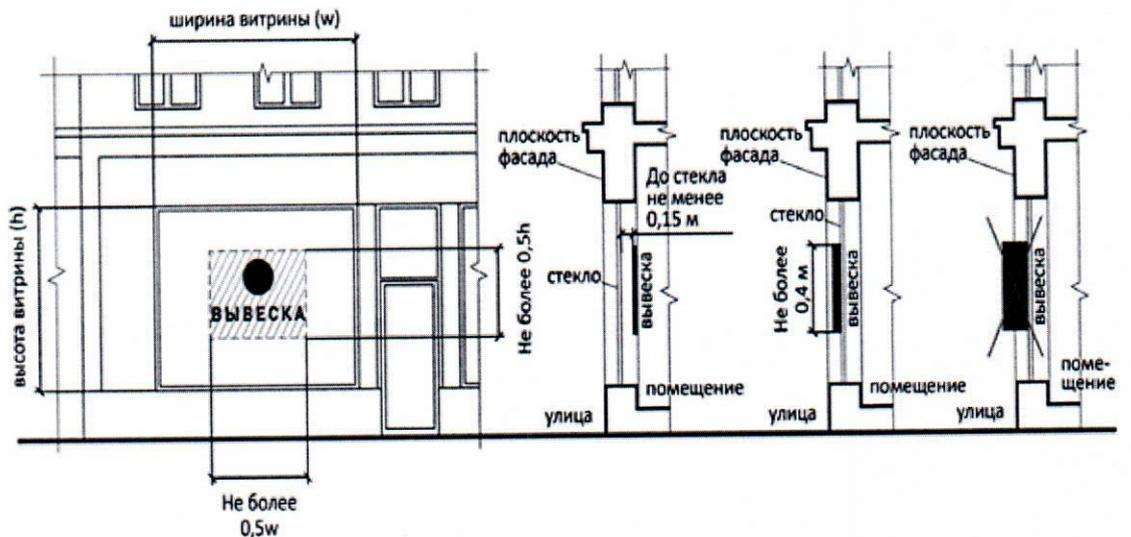 ширина витрины (w)
высота витрины (h)
ВЫВЕСКА
Не более 0,5h
Не более
0,5w
плоскость
фасада
До стекла
не менее
0,15 м
стекло
вывеска
помещение
улица
плоскость
фасада
стекло
Не более
0,4 м
вывеска
помещение
улица
плоскость
фасада
вывеска
поме-
щение
улица